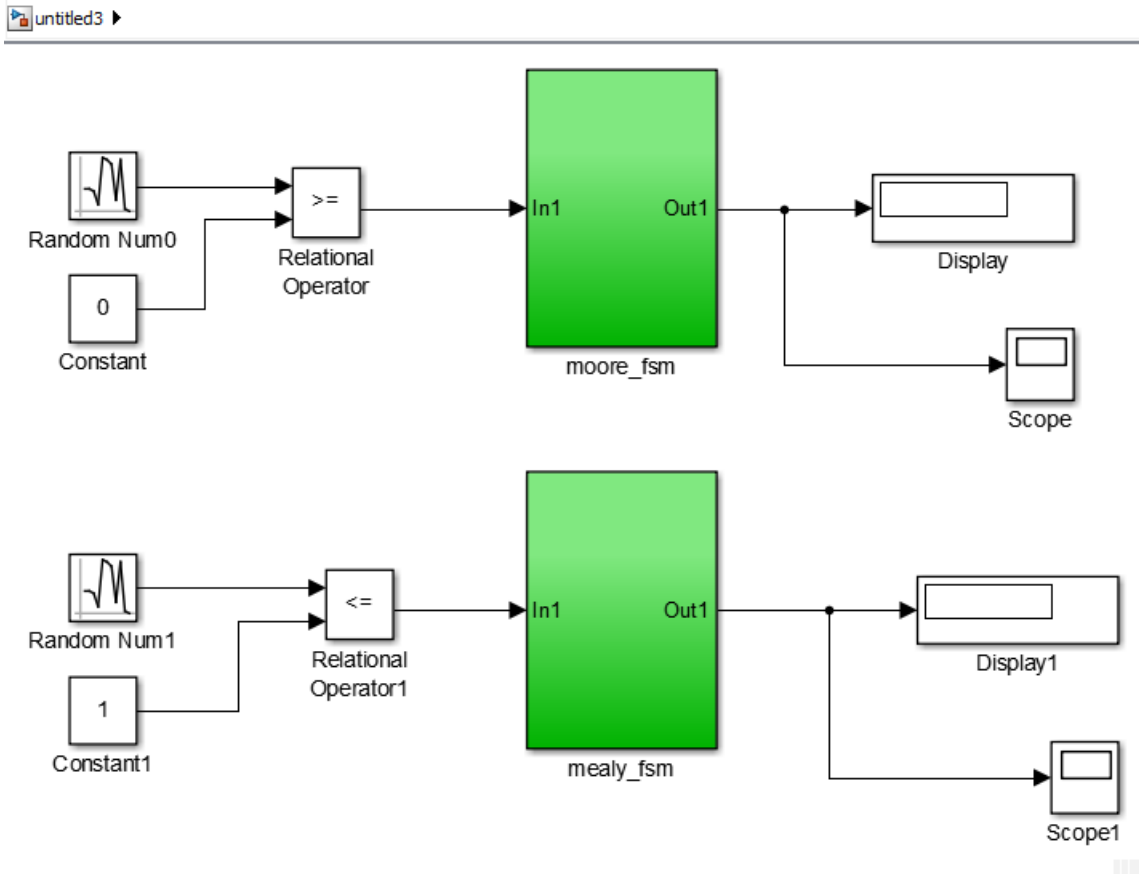 untitled3
Random Num0
0
Constant
>=
Relational
Operator
In1
Out1
moore_fsm
Display
Scope
Random Num1
1
Constant1
<=
Relational
Operator1
In1
Out1
mealy_fsm
Display1
Scope1